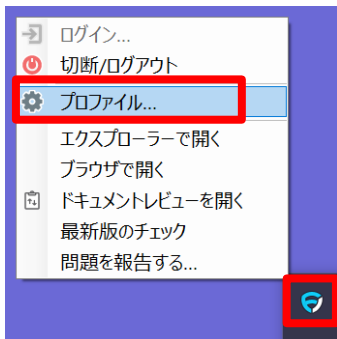 ログイン...
切断/ログアウト
プロファイル...
エクスプローラーで開く
ブラウザで開く
ドキュメントレビューを開く
最新版のチェック
問題を報告する...